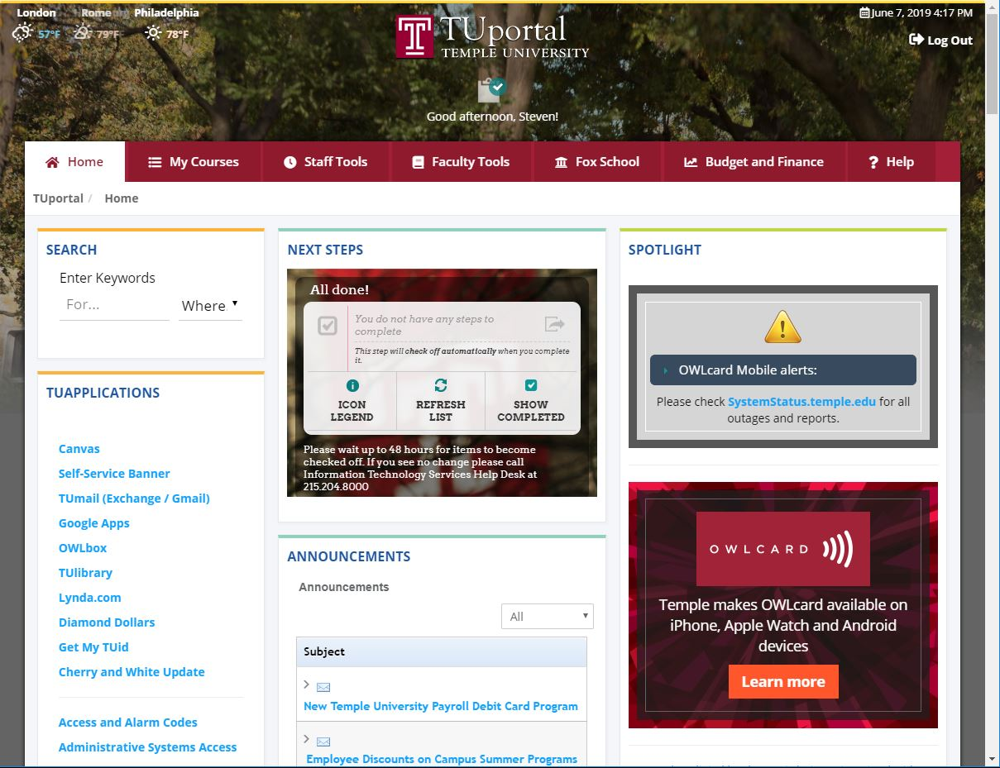 London Rome Philadelphia
57°F 79°F 78°F
T TUportal
TEMPLE UNIVERSITY
June 7, 2019 4:17 PM
Log Out
Good afternoon, Steven!
Home My Courses Staff Tools Faculty Tools Fox School Budget and Finance ? Help
TUportal / Home
SEARCH
Enter Keywords
For... Where
TUAPPLICATIONS
Canvas
Self-Service Banner
TUmail (Exchange / Gmail)
Google Apps
OWLbox
TUlibrary
Lynda.com
Diamond Dollars
Get My TUid
Cherry and White Update
Access and Alarm Codes
Administrative Systems Access
NEXT STEPS
All done!
You do not have any steps to
complete
This step will check off automatically when you complete
it.
ICON
LEGEND
REFRESH
LIST
SHOW
COMPLETED
Please wait up to 48 hours for items to become
checked off. If you see no change please call
Information Technology Services Help Desk at
215.204.8000
ANNOUNCEMENTS
Announcements
All
Subject
New Temple University Payroll Debit Card Program
Employee Discounts on Campus Summer Programs
SPOTLIGHT
OWLcard Mobile alerts:
Please check SystemStatus.temple.edu for all
outages and reports.
OWLCARD
Temple makes OWLcard available on
iPhone, Apple Watch and Android
devices
Learn more